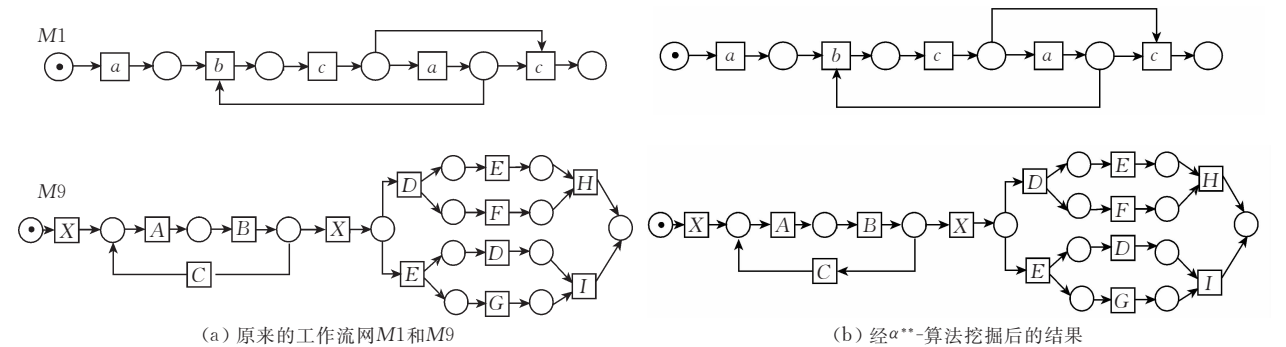 M1
a b c a c
a b c a c
M9
X A B C X D E F H E D G I
X A B C X D E F H E D G I
(a) 原来的工作流网M1和M9
(b) 经α**-算法挖掘后的结果